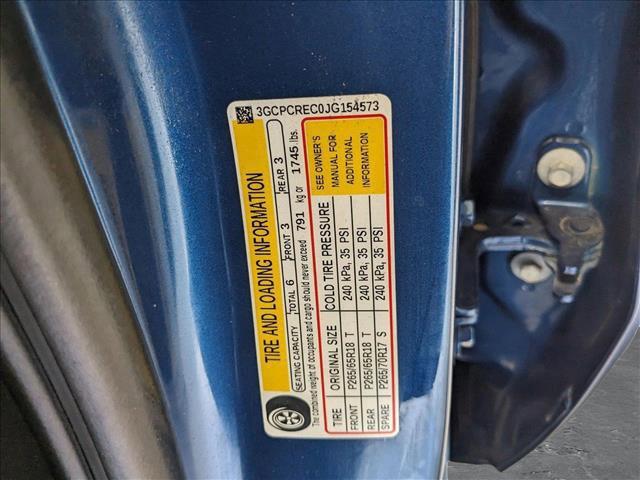 3GCPCREC0JG154573
TIRE AND LOADING INFORMATION
SEATING CAPACITY TOTAL 6 FRONT 3 REAR 3
The combined weight of occupants and cargo should never exceed 791 kg or 1745 lbs.
TIRE ORIGINAL SIZE COLD TIRE PRESSURE
FRONT P265/65R18 T 240 kPa, 35 PSI
REAR P265/65R18 T 240 kPa, 35 PSI
SPARE P265/70R17 S 240 kPa, 35 PSI
SEE OWNER'S
MANUAL FOR
ADDITIONAL
INFORMATION